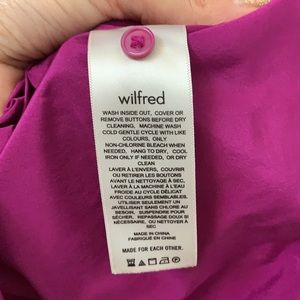 wilfred
WASH INSIDE OUT, COVER OR
REMOVE BUTTONS BEFORE DRY
CLEANING, MACHINE WASH
COLD GENTLE CYCLE WITH LIKE
COLOURS, ONLY
NON-CHLORINE BLEACH WHEN
NEEDED, HANG TO DRY, COOL
IRON ONLY IF NEEDED, OR DRY
CLEAN
LAVER À L'ENVERS, COUVRIR
OU RETIRER LES BOUTONS
AVANT LE NETTOYAGE À SEC,
LAVER À LA MACHINE À L'EAU
FROIDE AU CYCLE DÉLICAT
AVEC COULEURS SEMBLABLES,
UTILISER SEULEMENT UN
JAVELLISANT SANS CHLORE AU
BESOIN, SUSPENDRE POUR
SÉCHER, REPASSAGE DOUX SI
NÉCESSAIRE OU NETTOYAGE À
SEC
MADE IN CHINA
FABRIQUÉ EN CHINE
MADE FOR EACH OTHER.